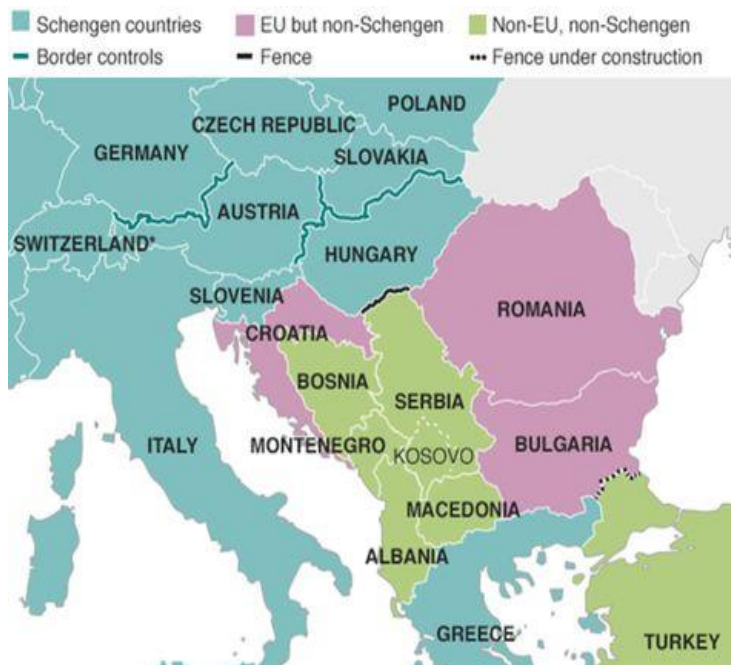 Schengen countries
EU but non-Schengen
Non-EU, non-Schengen
Border controls
Fence
Fence under construction
POLAND
CZECH REPUBLIC
GERMANY
SLOVAKIA
AUSTRIA
SWITZERLAND*
HUNGARY
SLOVENIA
ROMANIA
CROATIA
BOSNIA
SERBIA
ITALY
MONTENEGRO
KOSOVO
BULGARIA
MACEDONIA
ALBANIA
GREECE
TURKEY